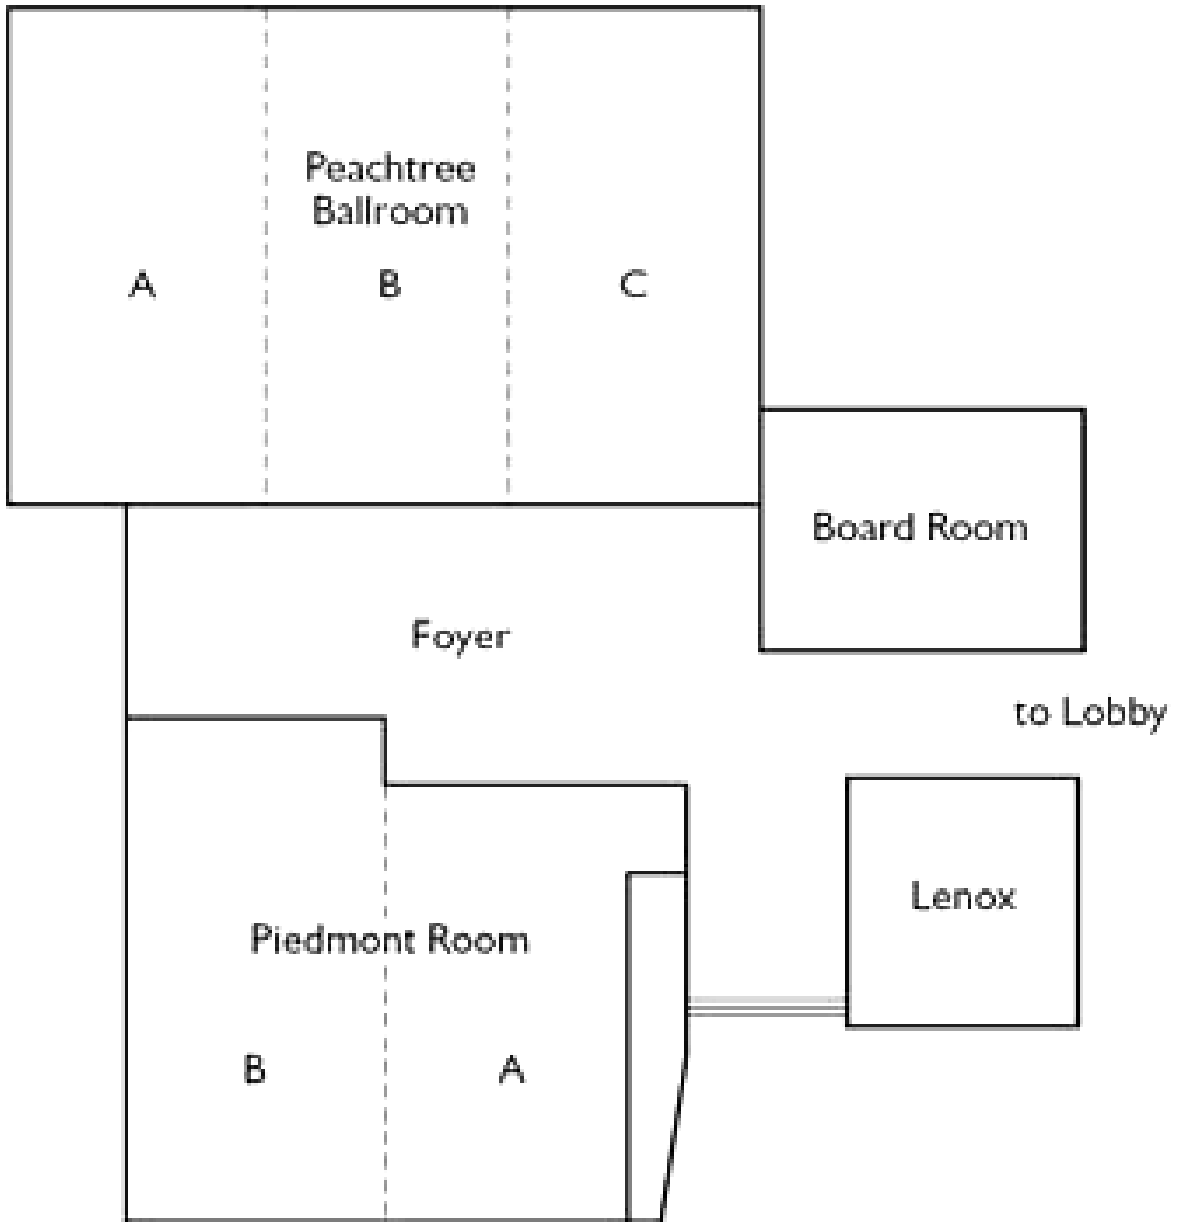 Peachtree
Ballroom
A
B
C
Board Room
Foyer
to Lobby
Lenox
Piedmont Room
B
A